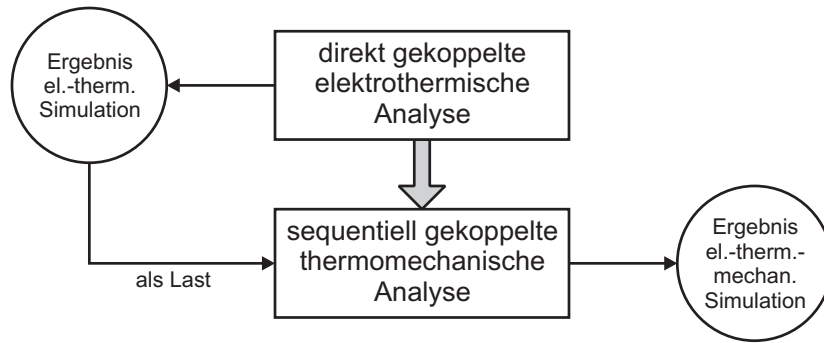 Ergebnis
el.-therm.
Simulation
direkt gekoppelte
elektrothermische
Analyse
sequentiell gekoppelte
thermomechanische
Analyse
als Last
Ergebnis
el.-therm.-
mechan.
Simulation